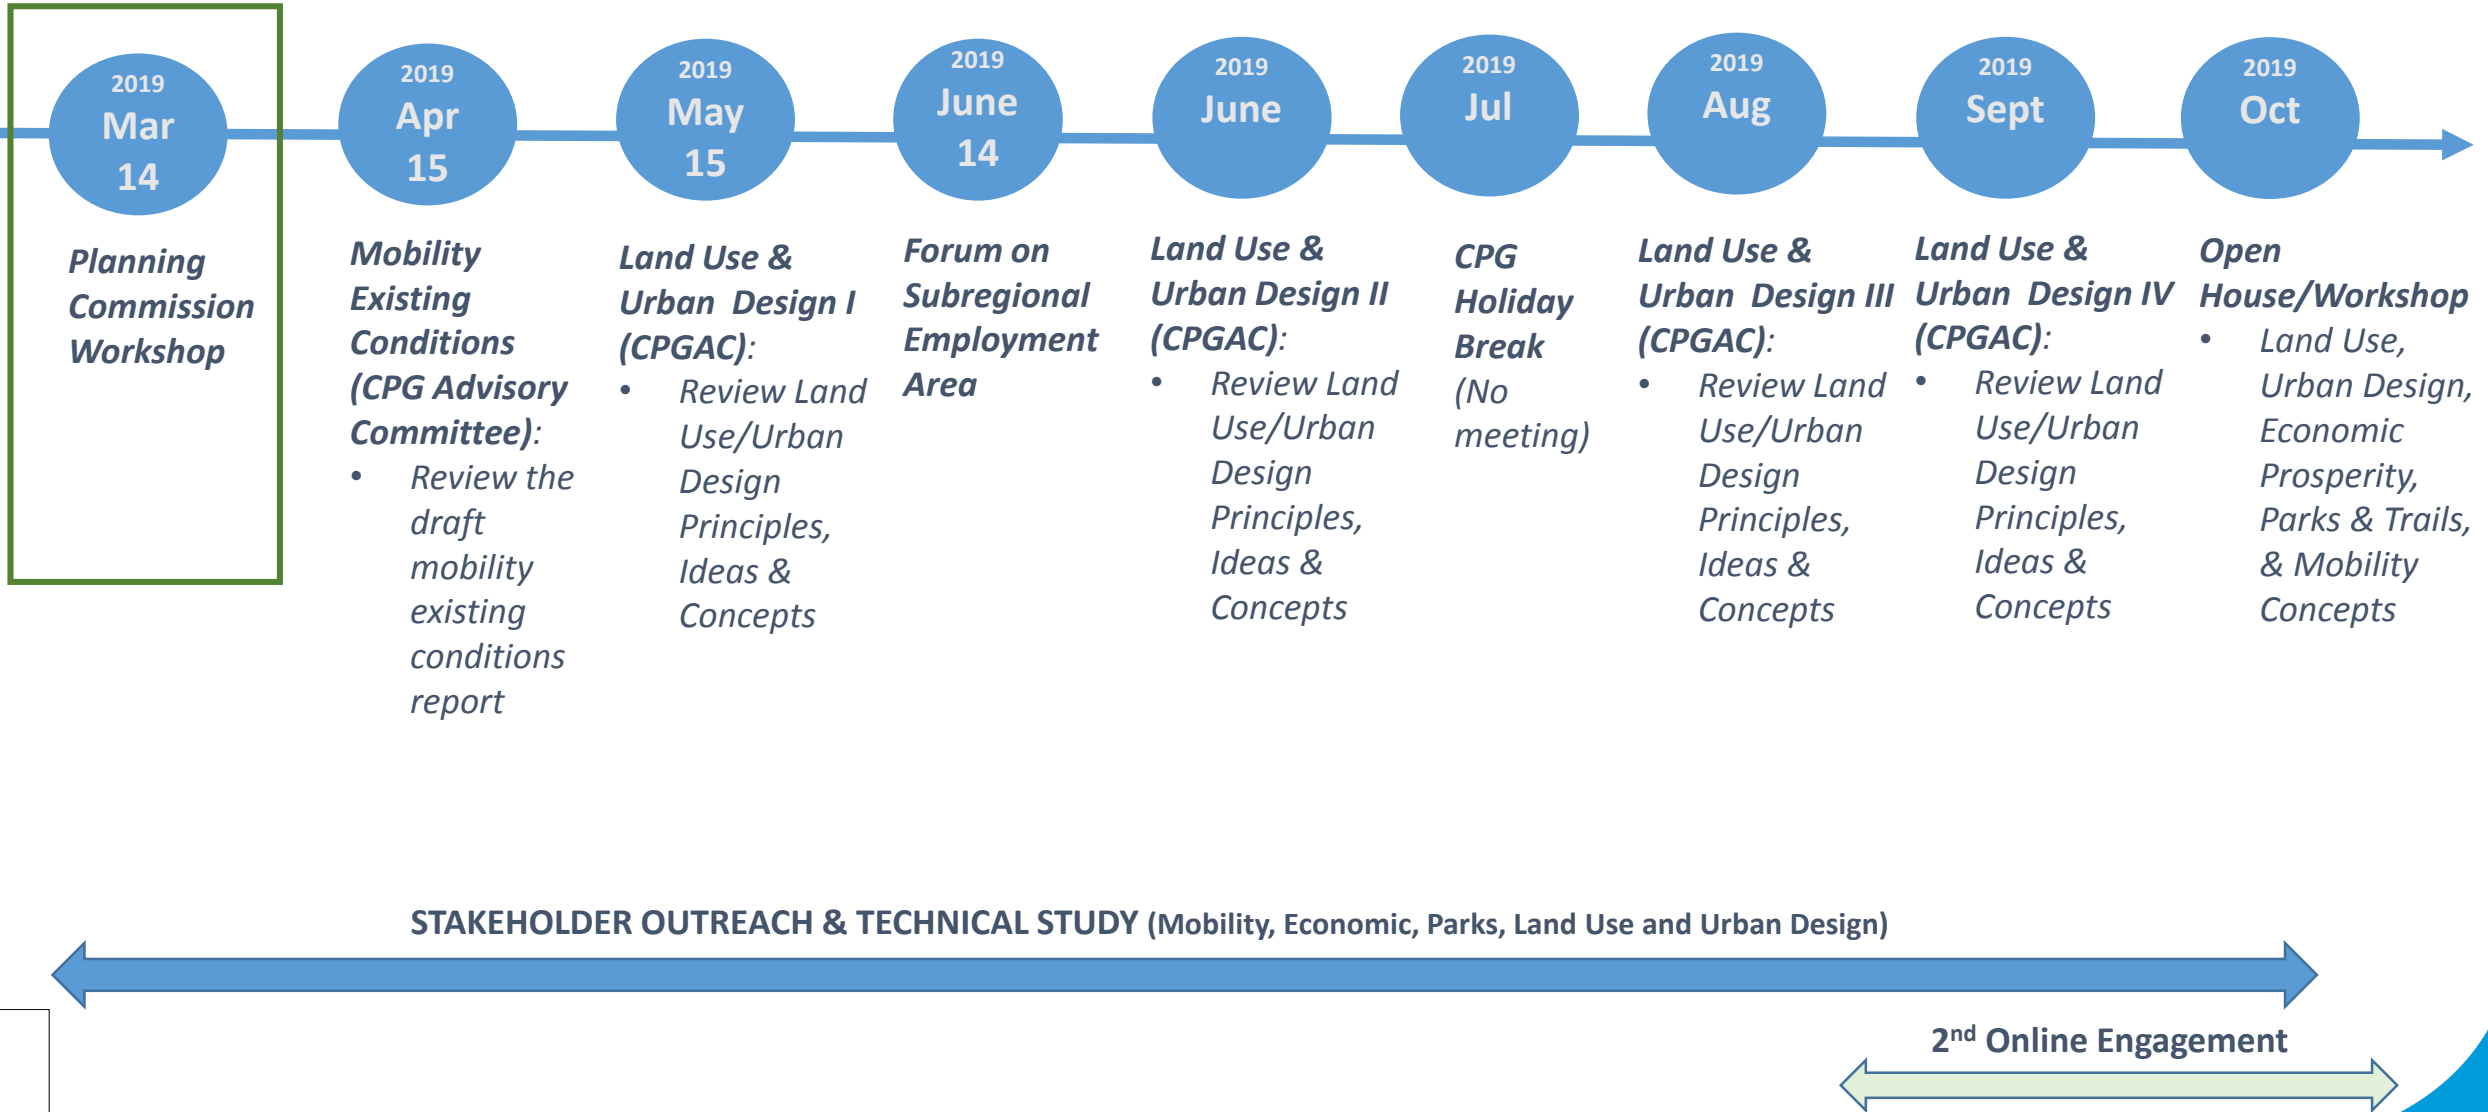 2019
Mar
14
Planning
Commission
Workshop
2019
Apr
15
Mobility
Existing
Conditions
(CPG Advisory
Committee):
• Review the
draft
mobility
existing
conditions
report
2019
May
15
Land Use &
Urban Design I
(CPGAC):
• Review Land
Use/Urban
Design
Principles,
Ideas &
Concepts
2019
June
14
Forum on
Subregional
Employment
Area
2019
June
Land Use &
Urban Design II
(CPGAC):
• Review Land
Use/Urban
Design
Principles,
Ideas &
Concepts
2019
Jul
CPG
Holiday
Break
(No
meeting)
2019
Aug
Land Use &
Urban Design III
(CPGAC):
• Review Land
Use/Urban
Design
Principles,
Ideas &
Concepts
2019
Sept
Land Use &
Urban Design IV
(CPGAC):
• Review Land
Use/Urban
Design
Principles,
Ideas &
Concepts
2019
Oct
Open
House/Workshop
• Land Use,
Urban Design,
Economic
Prosperity,
Parks & Trails,
& Mobility
Concepts
STAKEHOLDER OUTREACH & TECHNICAL STUDY (Mobility, Economic, Parks, Land Use and Urban Design)
2nd Online Engagement